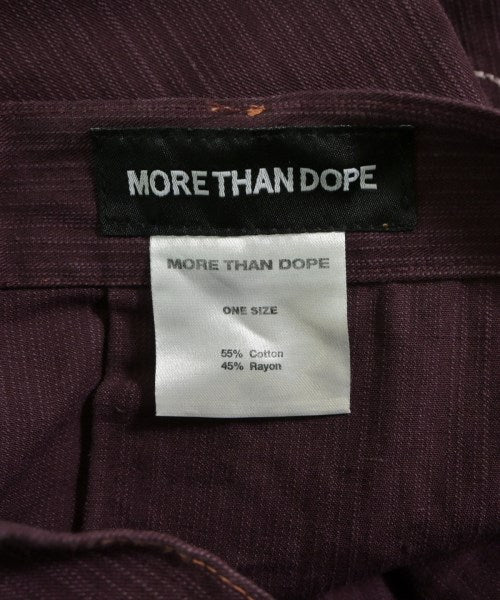 MORE THAN DOPE
MORE THAN DOPE
ONE SIZE
55% Cotton
45% Rayon